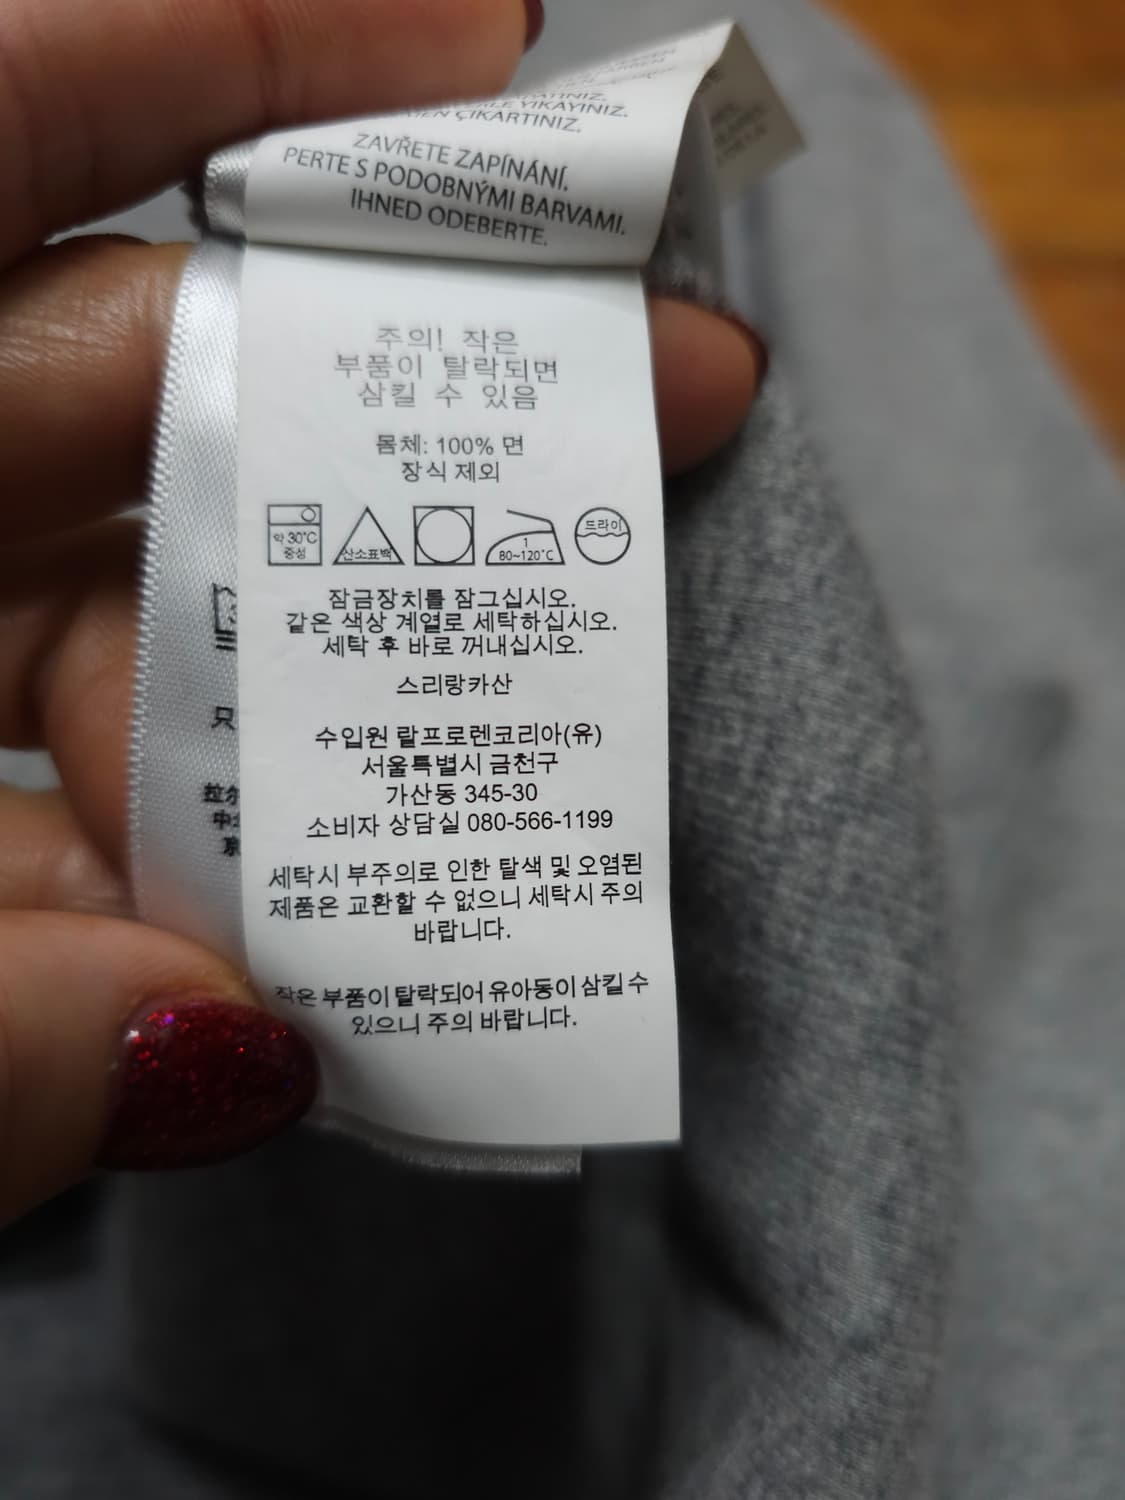 YIKAYINIZ.
ÇIKARTINIZ.
ZAVŘETE ZAPÍNÁNÍ.
PERTE S PODOBNÝMI BARVAMI.
IHNED ODEBERTE.
주의! 작은
부품이 탈락되면
삼킬 수 있음
몸체: 100% 면
장식 제외
약 30°C
중성
산소표백
1
80~120°C
드라이
잠금장치를 잠그십시오.
같은 색상 계열로 세탁하십시오.
세탁 후 바로 꺼내십시오.
스리랑카산
수입원 랄프로렌코리아(유)
서울특별시 금천구
가산동 345-30
소비자 상담실 080-566-1199
세탁시 부주의로 인한 탈색 및 오염된
제품은 교환할 수 없으니 세탁시 주의
바랍니다.
작은 부품이 탈락되어 유아동이 삼킬 수
있으니 주의 바랍니다.
只
拉尔
中
京